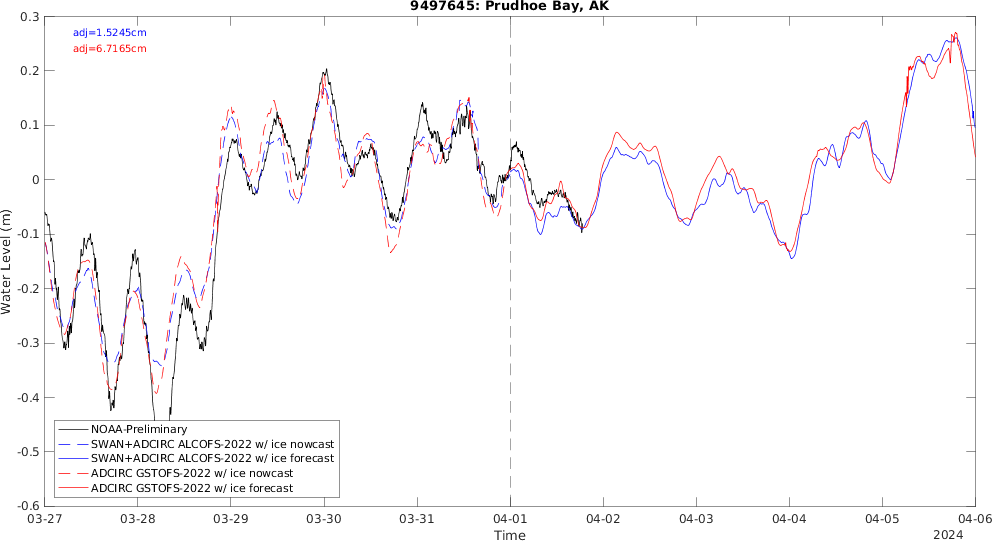 9497645: Prudhoe Bay, AK
adj=1.5245cm
adj=6.7165cm
0.3
0.2
0.1
0
-0.1
-0.2
-0.3
-0.4
-0.5
-0.6
Water Level (m)
NOAA-Preliminary
SWAN+ADCIRC ALCOFS-2022 w/ ice nowcast
SWAN+ADCIRC ALCOFS-2022 w/ ice forecast
ADCIRC GSTOFS-2022 w/ ice nowcast
ADCIRC GSTOFS-2022 w/ ice forecast
03-27 03-28 03-29 03-30 03-31 04-01 04-02 04-03 04-04 04-05 04-06
Time
2024